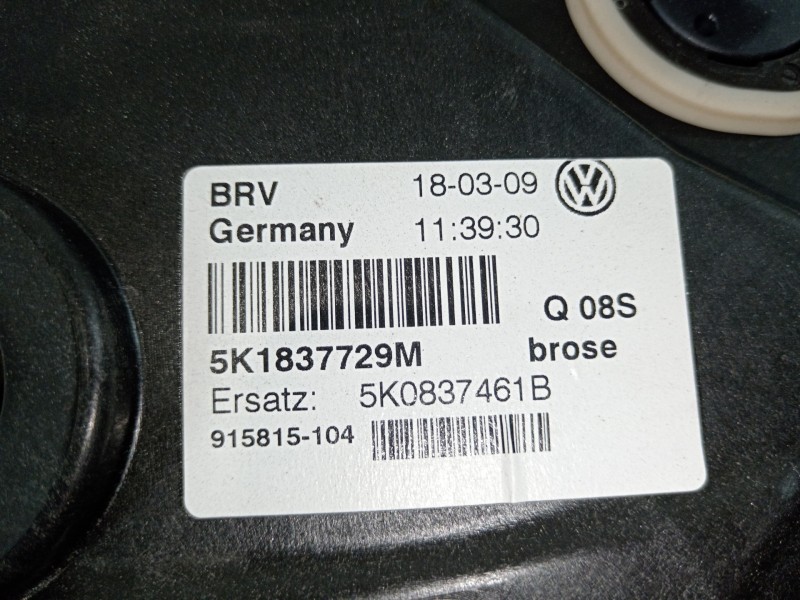 BRV 18-03-09
Germany 11:39:30
Q 08S
5K1837729M brose
Ersatz: 5K0837461B
915815-104